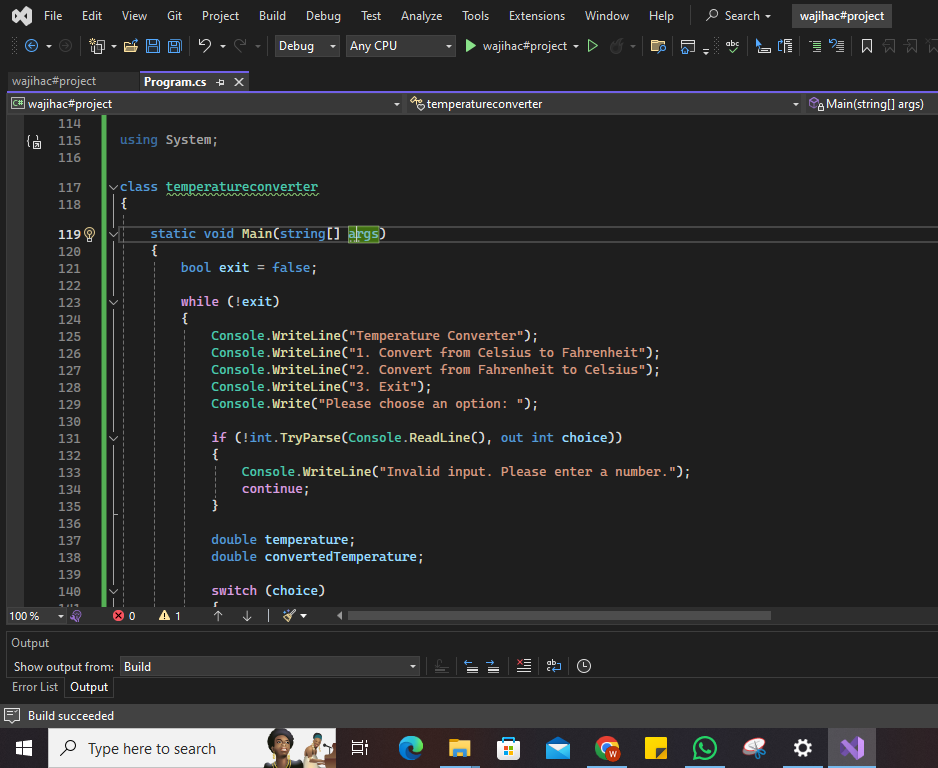 File Edit View Git Project Build Debug Test Analyze Tools Extensions Window Help Search wajihac#project
Debug Any CPU wajihac#project
wajihac#project Program.cs
C# wajihac#project temperatureconverter Main(string[] args)
114
115 using System;
116
117 class temperatureconverter
118 {
119 static void Main(string[] args)
120 {
121 bool exit = false;
122
123 while (!exit)
124 {
125 Console.WriteLine("Temperature Converter");
126 Console.WriteLine("1. Convert from Celsius to Fahrenheit");
127 Console.WriteLine("2. Convert from Fahrenheit to Celsius");
128 Console.WriteLine("3. Exit");
129 Console.Write("Please choose an option: ");
130
131 if (!int.TryParse(Console.ReadLine(), out int choice))
132 {
133 Console.WriteLine("Invalid input. Please enter a number.");
134 continue;
135 }
136
137 double temperature;
138 double convertedTemperature;
139
140 switch (choice)
141 {
100 % 0 1
Output
Show output from: Build
Error List Output
Build succeeded
Type here to search